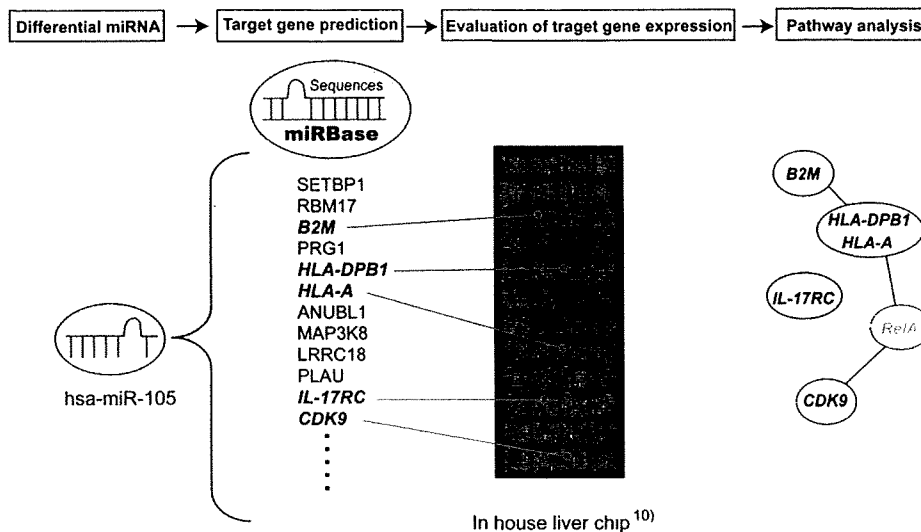 Differential miRNA
Target gene prediction
Evaluation of traget gene expression
Pathway analysis
Sequences
miRBase
SETBP1
RBM17
B2M
PRG1
HLA-DPB1
HLA-A
ANUBL1
MAP3K8
LRRC18
PLAU
IL-17RC
CDK9
hsa-miR-105
In house liver chip 10)
B2M
HLA-DPB1
HLA-A
IL-17RC
RelA
CDK9